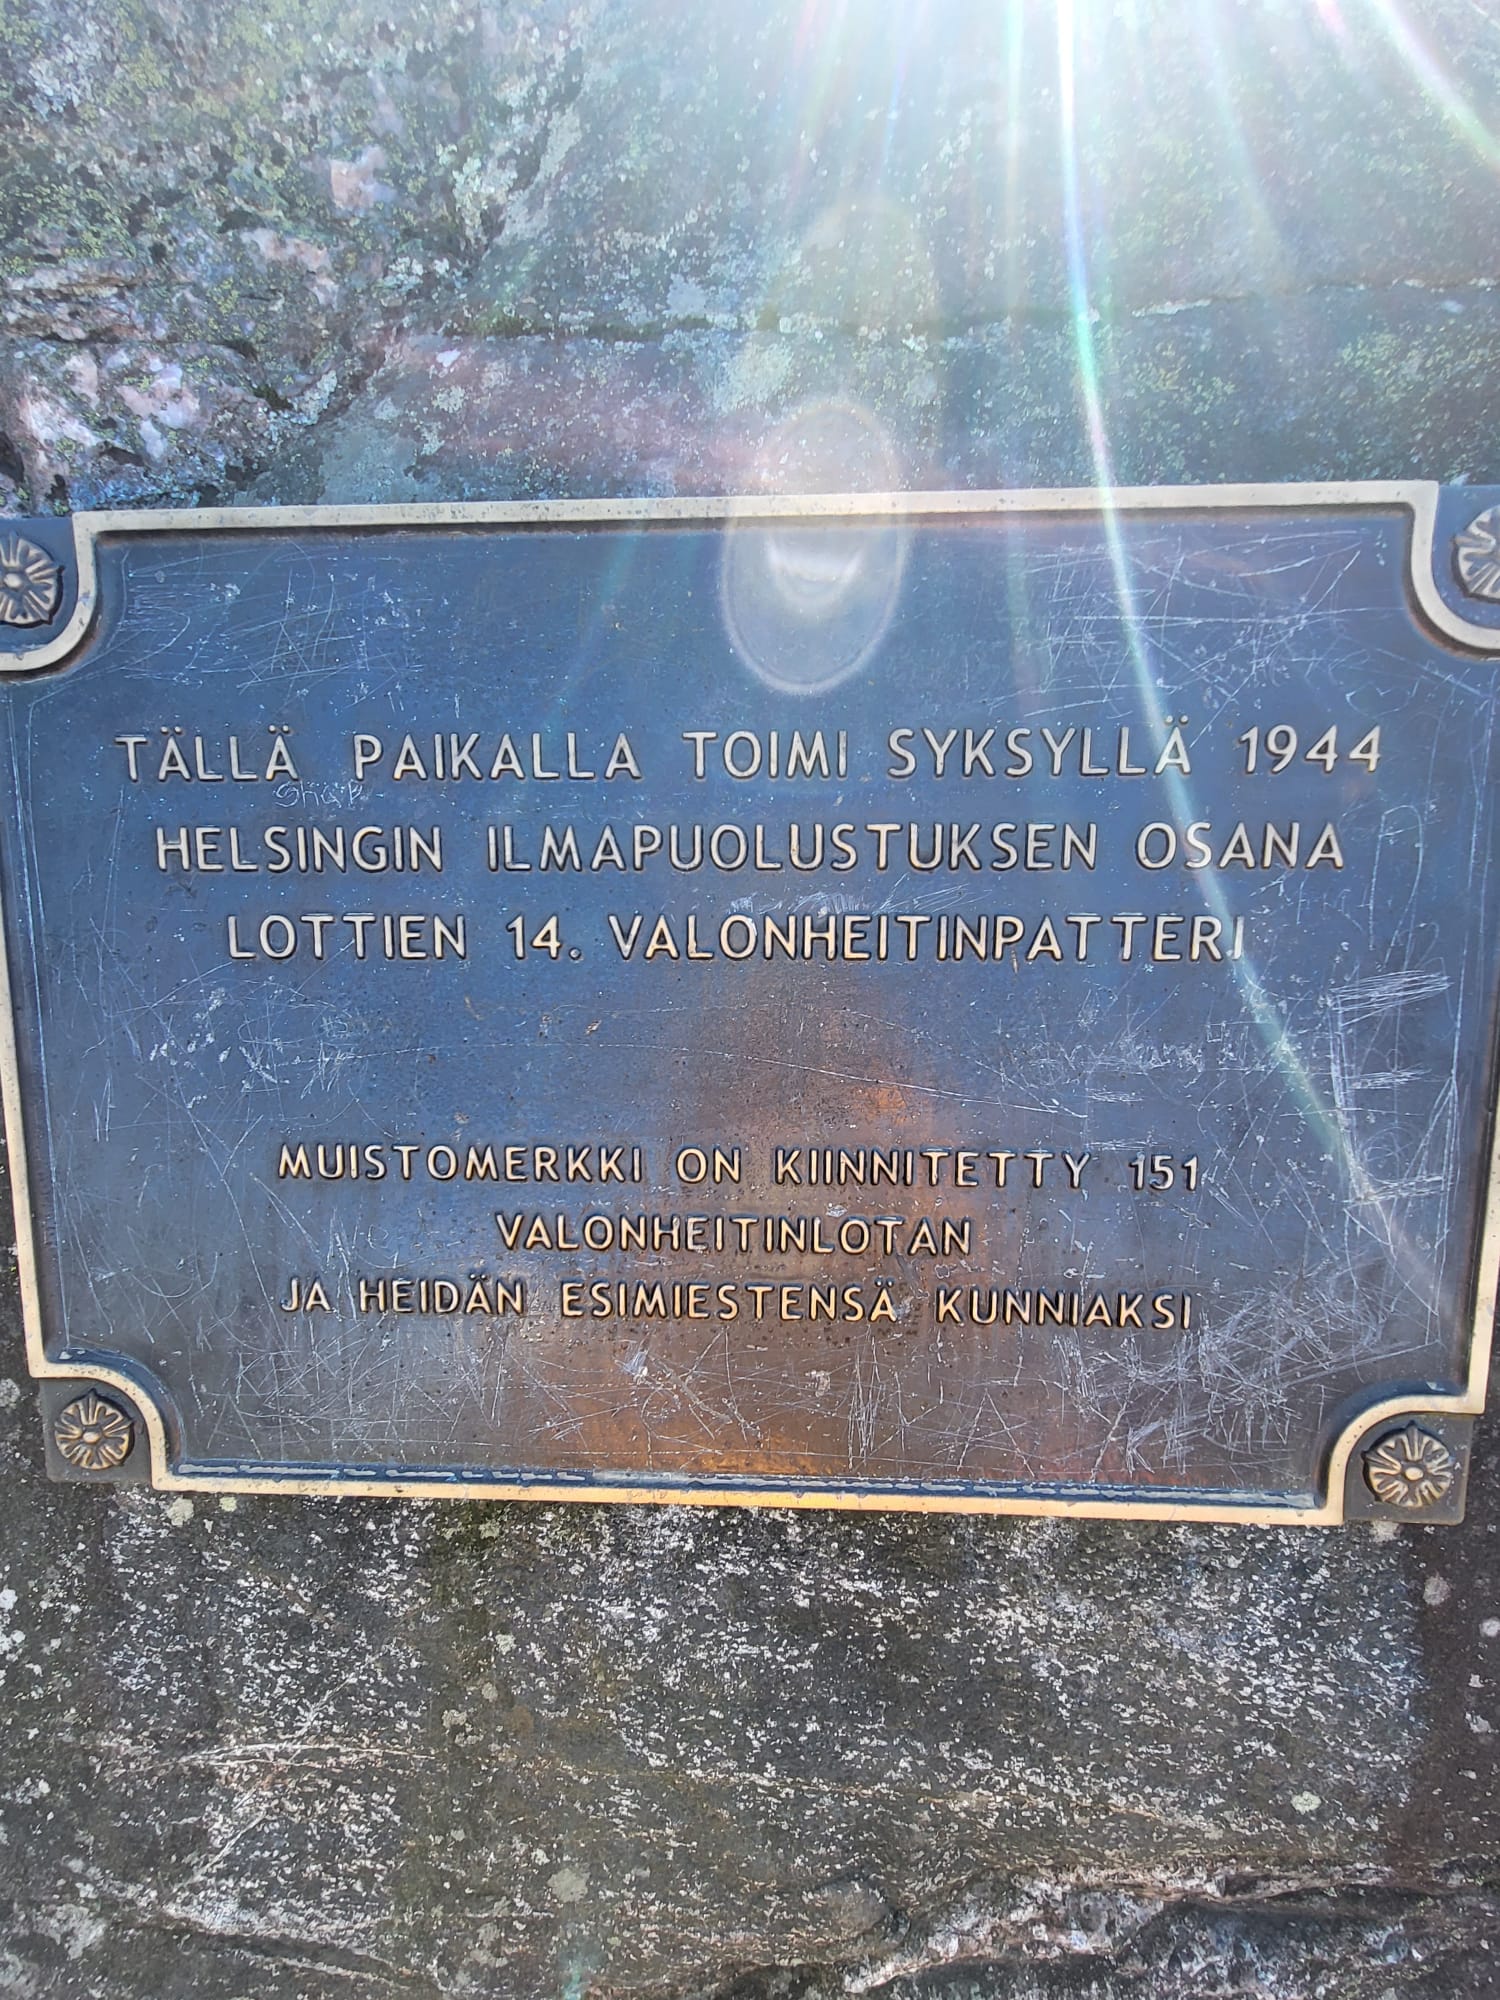 TÄLLÄ PAIKALLA TOIMI SYKSYLLÄ 1944
HELSINGIN ILMAPUOLUSTUKSEN OSANA
LOTTIEN 14. VALONHEITINPATTERI
MUISTOMERKKI ON KIINNITETTY 151
VALONHEITINLOTAN
JA HEIDÄN ESIMIESTENSÄ KUNNIAKSI